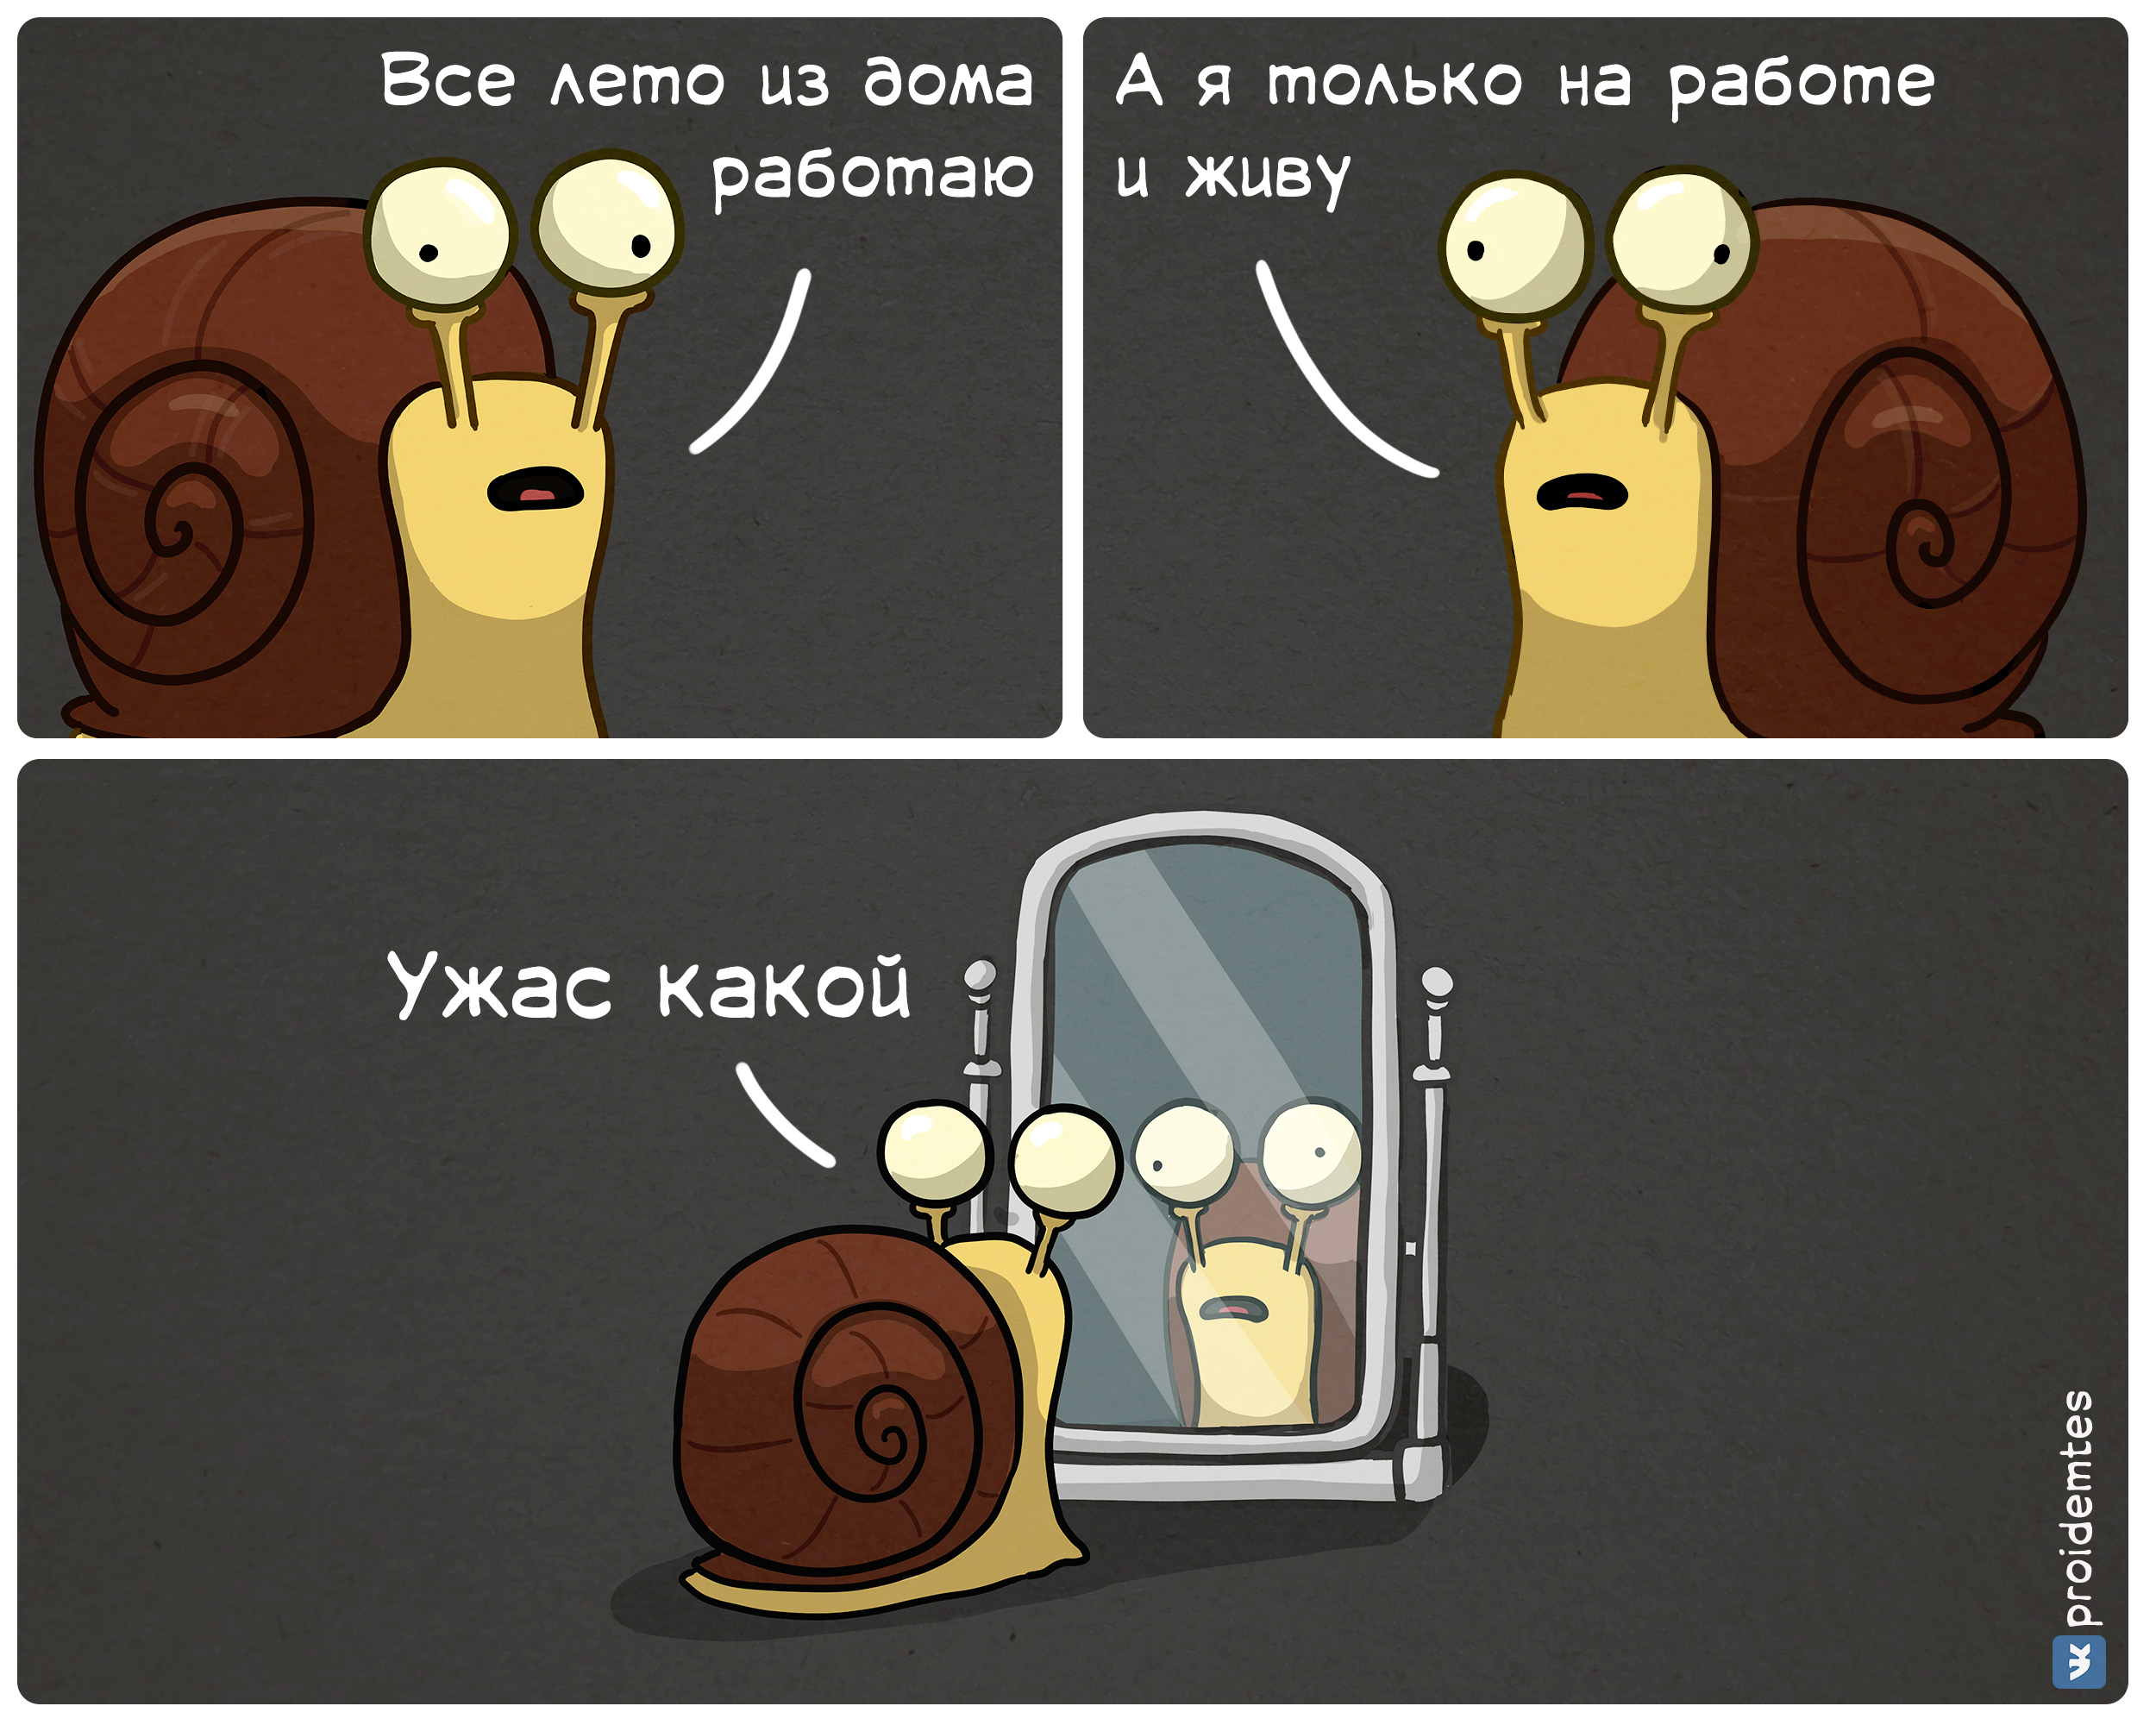 Все лето из дома
работаю
А я только на работе
и живу
Ужас какой
proidemtes